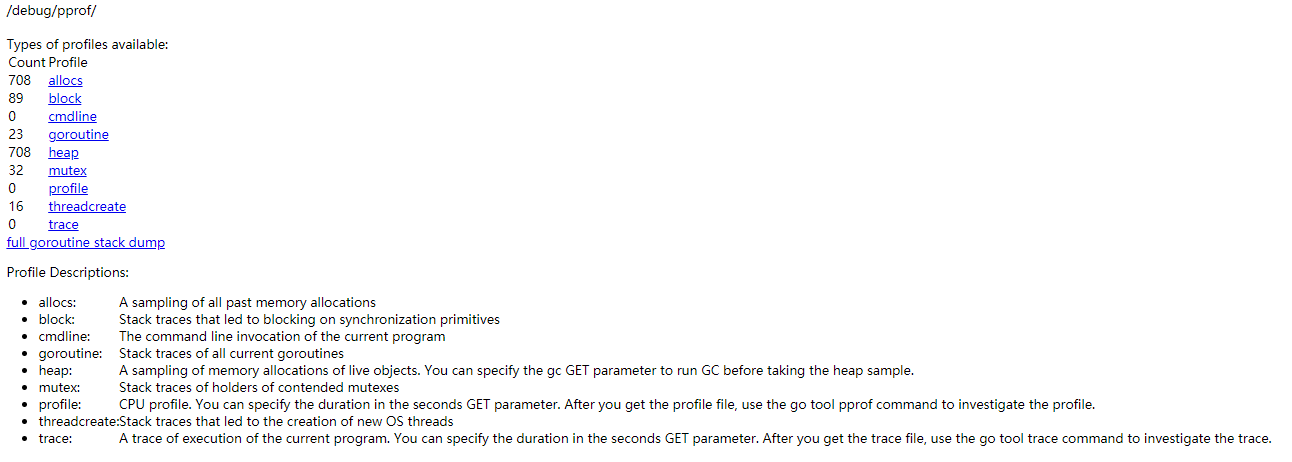 /debug/pprof/
Types of profiles available:
Count Profile
708 allocs
89 block
0 cmdline
23 goroutine
708 heap
32 mutex
0 profile
16 threadcreate
0 trace
full goroutine stack dump
Profile Descriptions:
• allocs: A sampling of all past memory allocations
• block: Stack traces that led to blocking on synchronization primitives
• cmdline: The command line invocation of the current program
• goroutine: Stack traces of all current goroutines
• heap: A sampling of memory allocations of live objects. You can specify the gc GET parameter to run GC before taking the heap sample.
• mutex: Stack traces of holders of contended mutexes
• profile: CPU profile. You can specify the duration in the seconds GET parameter. After you get the profile file, use the go tool pprof command to investigate the profile.
• threadcreate:Stack traces that led to the creation of new OS threads
• trace: A trace of execution of the current program. You can specify the duration in the seconds GET parameter. After you get the trace file, use the go tool trace command to investigate the trace.